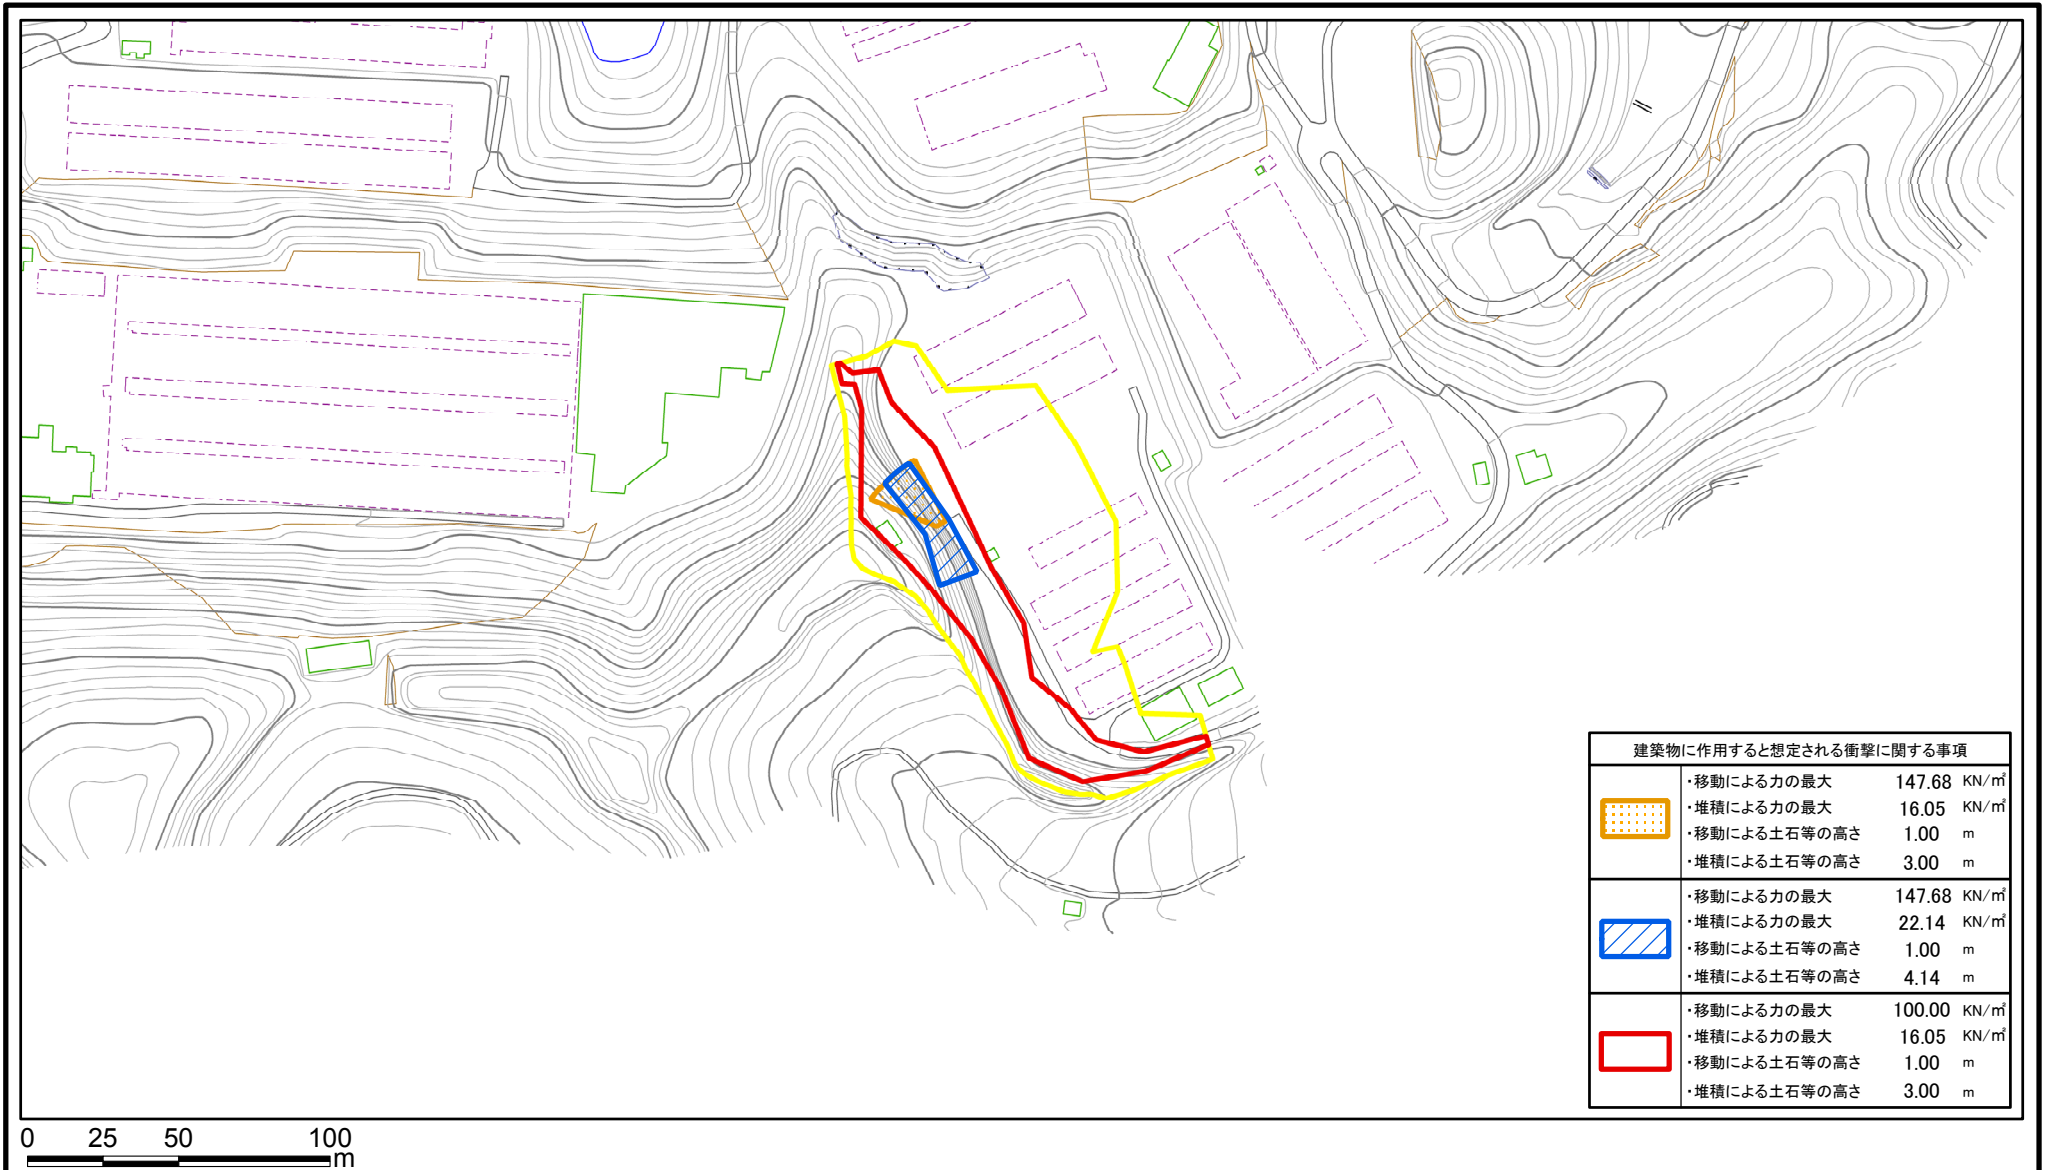 建築物に作用すると想定される衝撃に関する事項
・移動による力の最大 147.68 KN/㎡
・堆積による力の最大 16.05 KN/㎡
・移動による土石等の高さ 1.00 m
・堆積による土石等の高さ 3.00 m
・移動による力の最大 147.68 KN/㎡
・堆積による力の最大 22.14 KN/㎡
・移動による土石等の高さ 1.00 m
・堆積による土石等の高さ 4.14 m
・移動による力の最大 100.00 KN/㎡
・堆積による力の最大 16.05 KN/㎡
・移動による土石等の高さ 1.00 m
・堆積による土石等の高さ 3.00 m
0 25 50 100
m